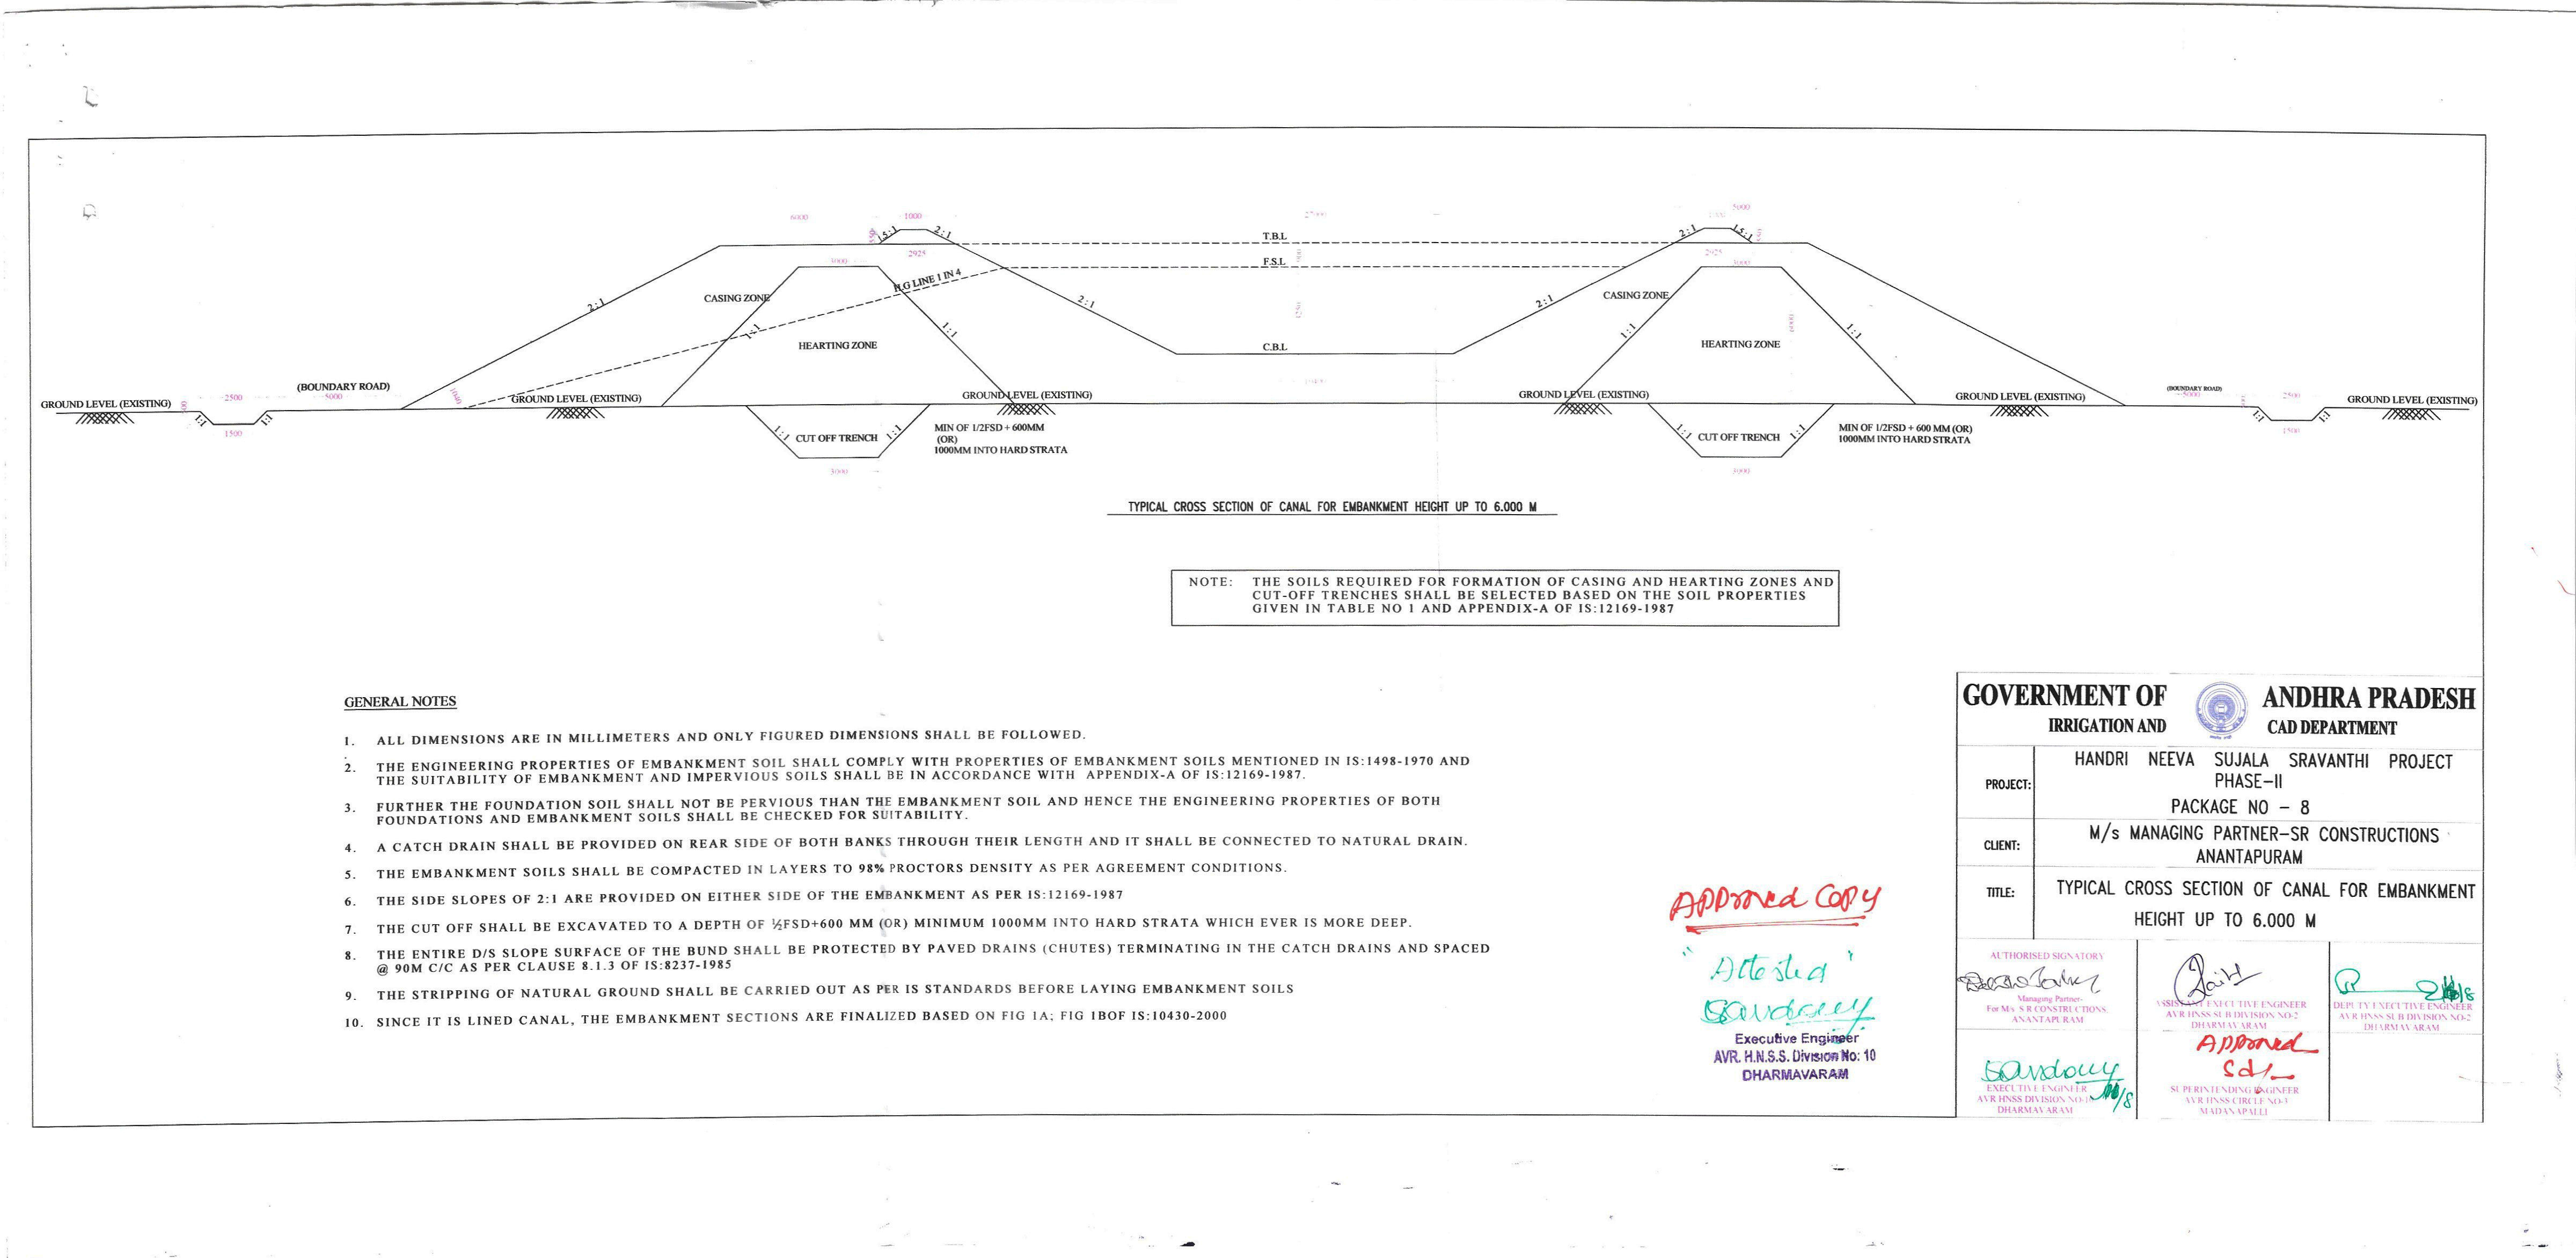 6000
1000
27000
5000
1.5:1
2:1
T.B.L
2:1
1.5:1
3000
2925
900
2925
3000
F.S.L
H.G LINE 1 IN 4
2:1
CASING ZONE
2:1
2:1
CASING ZONE
1:1
1:1
1:1
1:1
HEARTING ZONE
C.B.L
HEARTING ZONE
(BOUNDARY ROAD)
(BOUNDARY ROAD)
GROUND LEVEL (EXISTING)
2500
5000
1040
GROUND LEVEL (EXISTING)
GROUND LEVEL (EXISTING)
GROUND LEVEL (EXISTING)
GROUND LEVEL (EXISTING)
5000
2500
GROUND LEVEL (EXISTING)
1:1
1:1
1:1
1:1
1:1
1:1
1:1
1:1
1500
1500
CUT OFF TRENCH
MIN OF 1/2FSD + 600MM
(OR)
1000MM INTO HARD STRATA
CUT OFF TRENCH
MIN OF 1/2FSD + 600 MM (OR)
1000MM INTO HARD STRATA
3000
3000
TYPICAL CROSS SECTION OF CANAL FOR EMBANKMENT HEIGHT UP TO 6.000 M
NOTE: THE SOILS REQUIRED FOR FORMATION OF CASING AND HEARTING ZONES AND
CUT-OFF TRENCHES SHALL BE SELECTED BASED ON THE SOIL PROPERTIES
GIVEN IN TABLE NO 1 AND APPENDIX-A OF IS:12169-1987
GENERAL NOTES
1. ALL DIMENSIONS ARE IN MILLIMETERS AND ONLY FIGURED DIMENSIONS SHALL BE FOLLOWED.
2. THE ENGINEERING PROPERTIES OF EMBANKMENT SOIL SHALL COMPLY WITH PROPERTIES OF EMBANKMENT SOILS MENTIONED IN IS:1498-1970 AND
THE SUITABILITY OF EMBANKMENT AND IMPERVIOUS SOILS SHALL BE IN ACCORDANCE WITH APPENDIX-A OF IS:12169-1987.
3. FURTHER THE FOUNDATION SOIL SHALL NOT BE PERVIOUS THAN THE EMBANKMENT SOIL AND HENCE THE ENGINEERING PROPERTIES OF BOTH
FOUNDATIONS AND EMBANKMENT SOILS SHALL BE CHECKED FOR SUITABILITY.
4. A CATCH DRAIN SHALL BE PROVIDED ON REAR SIDE OF BOTH BANKS THROUGH THEIR LENGTH AND IT SHALL BE CONNECTED TO NATURAL DRAIN.
5. THE EMBANKMENT SOILS SHALL BE COMPACTED IN LAYERS TO 98% PROCTORS DENSITY AS PER AGREEMENT CONDITIONS.
6. THE SIDE SLOPES OF 2:1 ARE PROVIDED ON EITHER SIDE OF THE EMBANKMENT AS PER IS:12169-1987
7. THE CUT OFF SHALL BE EXCAVATED TO A DEPTH OF ½FSD+600 MM (OR) MINIMUM 1000MM INTO HARD STRATA WHICH EVER IS MORE DEEP.
8. THE ENTIRE D/S SLOPE SURFACE OF THE BUND SHALL BE PROTECTED BY PAVED DRAINS (CHUTES) TERMINATING IN THE CATCH DRAINS AND SPACED
@ 90M C/C AS PER CLAUSE 8.1.3 OF IS:8237-1985
9. THE STRIPPING OF NATURAL GROUND SHALL BE CARRIED OUT AS PER IS STANDARDS BEFORE LAYING EMBANKMENT SOILS
10. SINCE IT IS LINED CANAL, THE EMBANKMENT SECTIONS ARE FINALIZED BASED ON FIG 1A; FIG 1BOF IS:10430-2000
APPROVED COPY
"Attested"
Executive Engineer
AVR. H.N.S.S. Division No: 10
DHARMAVARAM
GOVERNMENT OF ANDHRA PRADESH
IRRIGATION AND CAD DEPARTMENT
PROJECT: HANDRI NEEVA SUJALA SRAVANTHI PROJECT
PHASE-II
PACKAGE NO - 8
CLIENT: M/s MANAGING PARTNER-SR CONSTRUCTIONS
ANANTAPURAM
TITLE: TYPICAL CROSS SECTION OF CANAL FOR EMBANKMENT
HEIGHT UP TO 6.000 M
AUTHORISED SIGNATORY
Managing Partner-
For M/s S R CONSTRUCTIONS
ANANTAPURAM
ASSISTANT EXECUTIVE ENGINEER
AVR HNSS SUB DIVISION NO-2
DHARMAVARAM
DEPUTY EXECUTIVE ENGINEER
AVR HNSS SUB DIVISION NO-2
DHARMAVARAM
EXECUTIVE ENGINEER
AVR HNSS DIVISION
DHARMAVARAM
APPROVED
Sd/-
SUPERINTENDING ENGINEER
AVR HNSS CIRCLE
MADANAPALLI